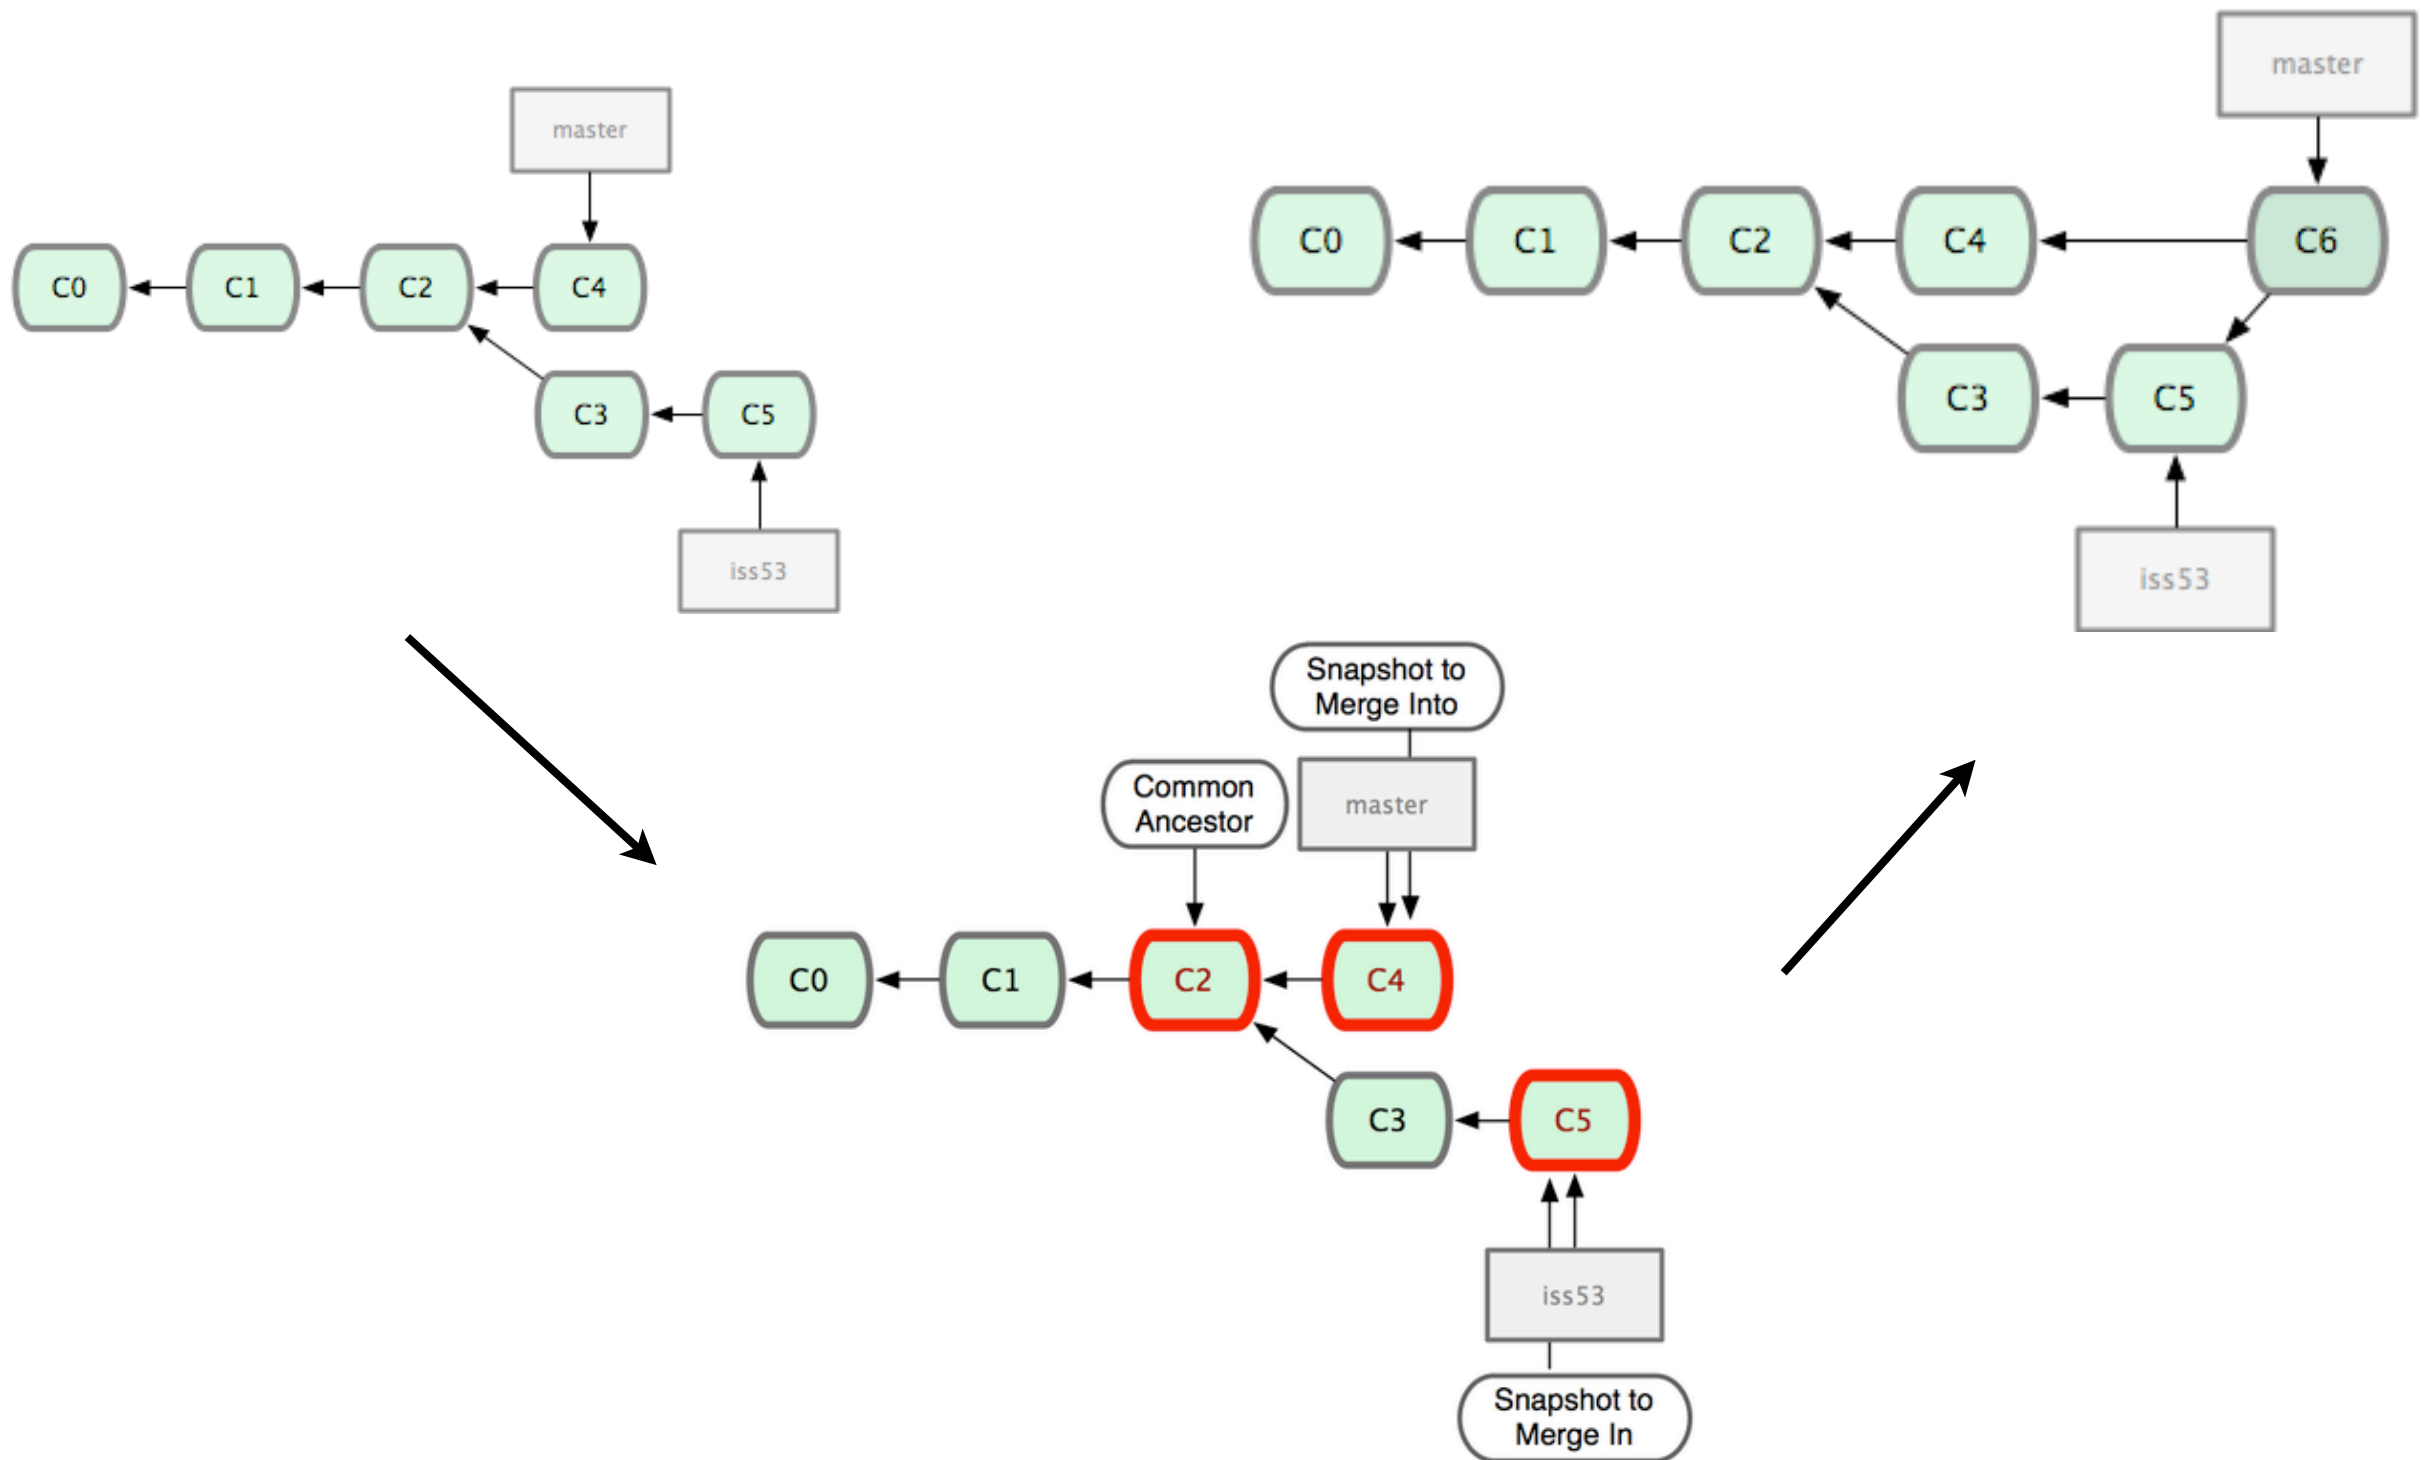 master
C0
C1
C2
C4
C3
C5
iss53
master
C0
C1
C2
C4
C6
C3
C5
iss53
Snapshot to
Merge Into
Common
Ancestor
master
C0
C1
C2
C4
C3
C5
iss53
Snapshot to
Merge In